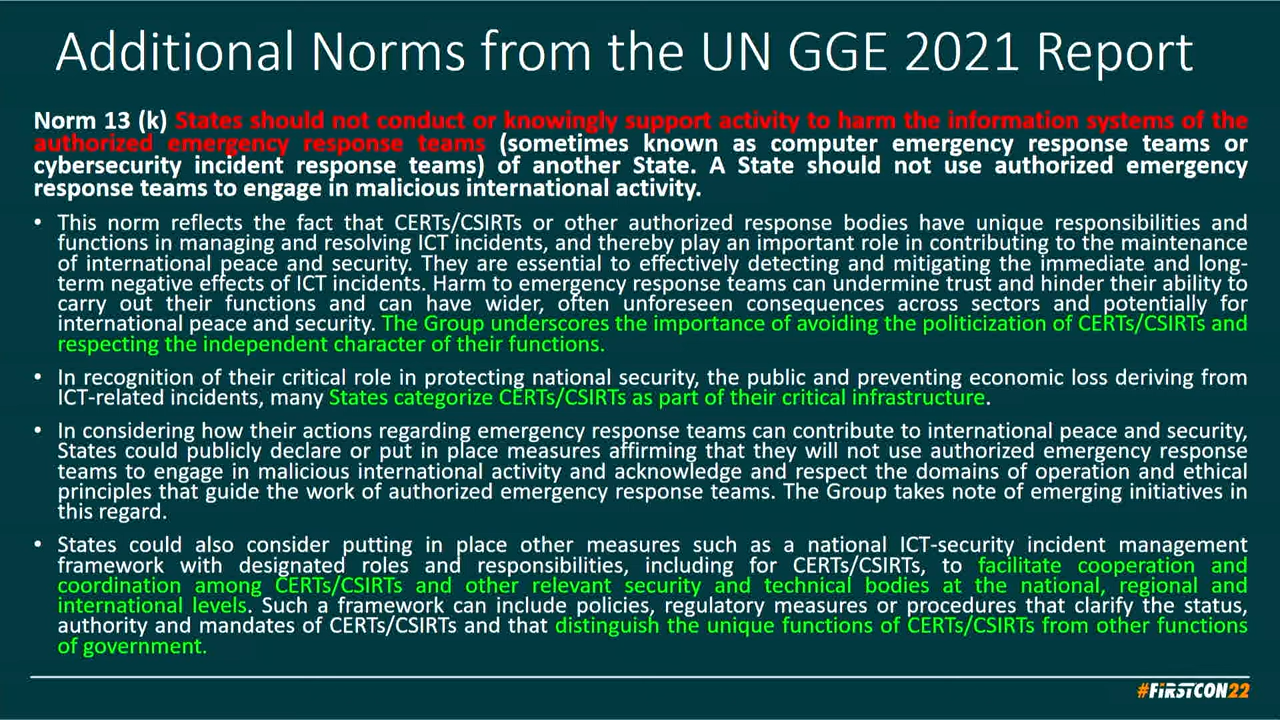 Additional Norms from the UN GGE 2021 Report
Norm 13 (k) States should not conduct or knowingly support activity to harm the information systems of the
authorized emergency response teams (sometimes known as computer emergency response teams or
cybersecurity incident response teams) of another State. A State should not use authorized emergency
response teams to engage in malicious international activity.
• This norm reflects the fact that CERTs/CSIRTs or other authorized response bodies have unique responsibilities and
functions in managing and resolving ICT incidents, and thereby play an important role in contributing to the maintenance
of international peace and security. They are essential to effectively detecting and mitigating the immediate and long-
term negative effects of ICT incidents. Harm to emergency response teams can undermine trust and hinder their ability to
carry out their functions and can have wider, often unforeseen consequences across sectors and potentially for
international peace and security. The Group underscores the importance of avoiding the politicization of CERTs/CSIRTs and
respecting the independent character of their functions.
• In recognition of their critical role in protecting national security, the public and preventing economic loss deriving from
ICT-related incidents, many States categorize CERTs/CSIRTs as part of their critical infrastructure.
• In considering how their actions regarding emergency response teams can contribute to international peace and security,
States could publicly declare or put in place measures affirming that they will not use authorized emergency response
teams to engage in malicious international activity and acknowledge and respect the domains of operation and ethical
principles that guide the work of authorized emergency response teams. The Group takes note of emerging initiatives in
this regard.
• States could also consider putting in place other measures such as a national ICT-security incident management
framework with designated roles and responsibilities, including for CERTs/CSIRTs, to facilitate cooperation and
coordination among CERTs/CSIRTs and other relevant security and technical bodies at the national, regional and
international levels. Such a framework can include policies, regulatory measures or procedures that clarify the status,
authority and mandates of CERTs/CSIRTs and that distinguish the unique functions of CERTs/CSIRTs from other functions
of government.
#FiRSTCON22